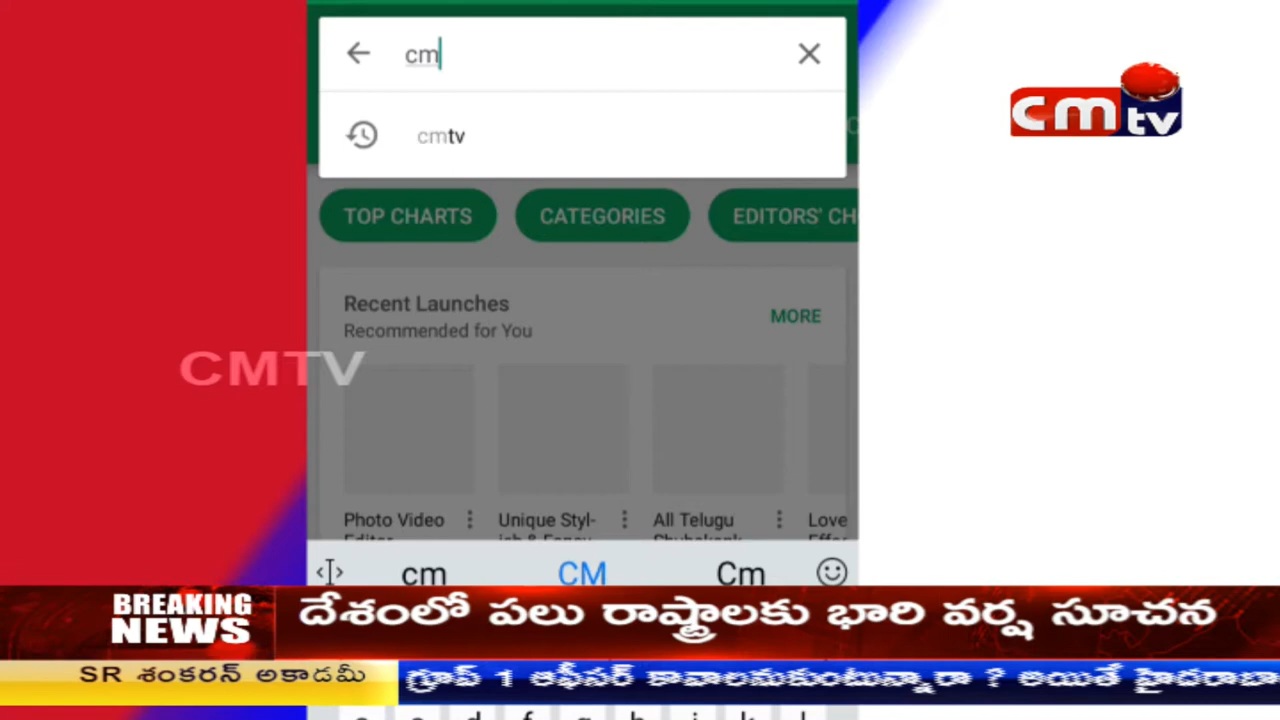 cm
cmtv
cmtv
TOP CHARTS
CATEGORIES
EDITORS'
Recent Launches
Recommended for You
MORE
CMTV
Photo Video
Unique Styl-
All Telugu
Love
cm
CM
Cm
BREAKING
NEWS
దేశంలో పలు రాష్ట్రాలకు భారీ వర్ష సూచన
SR శంకరన్ అకాడమీ
గ్రూప్ 1 ఆఫీసర్ కావాలనుకుంటున్నారా ? అయితే